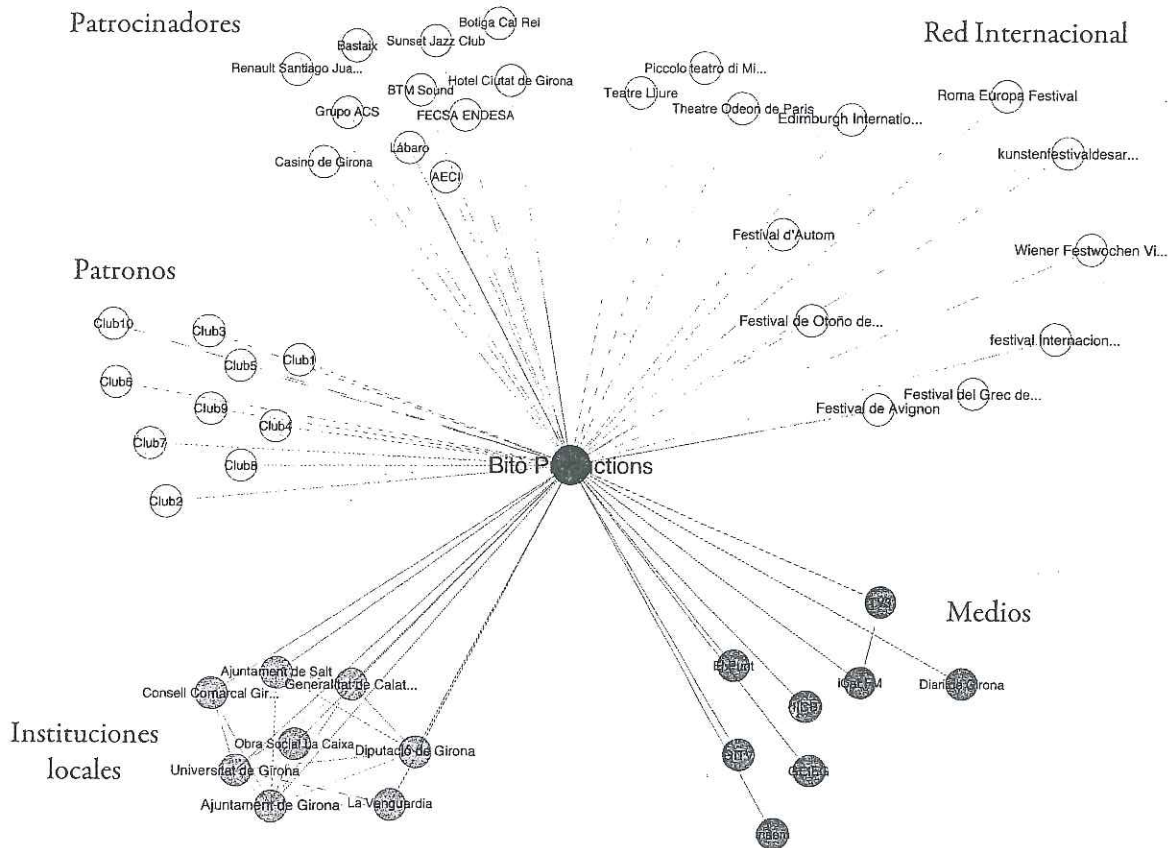 Patrocinadores
Botiga Cal Rei
Bastaix
Sunset Jazz Club
Renault Santiago Jua...
BTM Sound
Hotel Ciutat de Girona
Grupo ACS
FECSA ENDESA
Lábaro
Casino de Girona
AECI
Red Internacional
Piccolo teatro di Mi...
Teatre Lliure
Theatre Odeon de Paris
Edimburgh Internatio...
Roma Europa Festival
kunstenfestivaldesar...
Festival d'Autom
Wiener Festwochen Vi...
Festival de Otoño de...
festival Internacion...
Festival del Grec de...
Festival de Avignon
Patronos
Club10
Club3
Club5
Club1
Club6
Club9
Club4
Club7
Club8
Club2
Bitò
Medios
El Punt
Diari de Girona
Instituciones
locales
Ajuntament de Salt
Consell Comarcal Gir...
Generalitat de Calat...
Obra Social La Caixa
Diputació de Girona
Universitat de Girona
Ajuntament de Girona
La Vanguardia